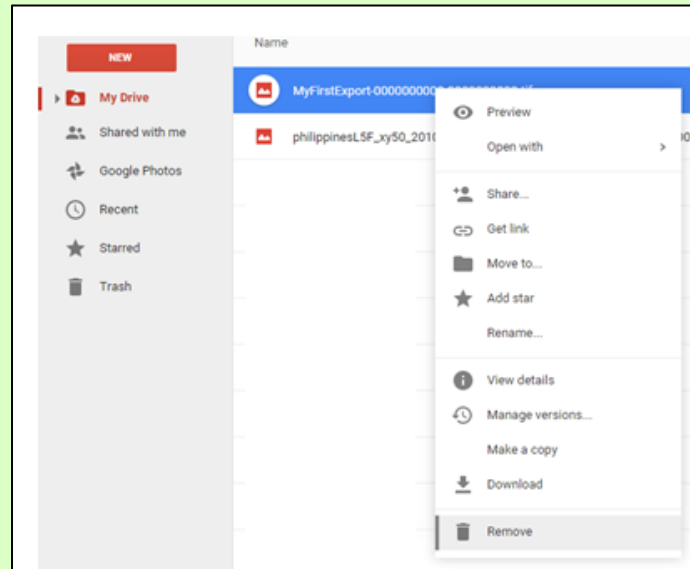 NEW
My Drive
Shared with me
Google Photos
Recent
Starred
Trash
Name
MyFirstExport-0000000000
philippinesL5F_xy50_2010
Preview
Open with
Share...
Get link
Move to...
Add star
Rename...
View details
Manage versions...
Make a copy
Download
Remove